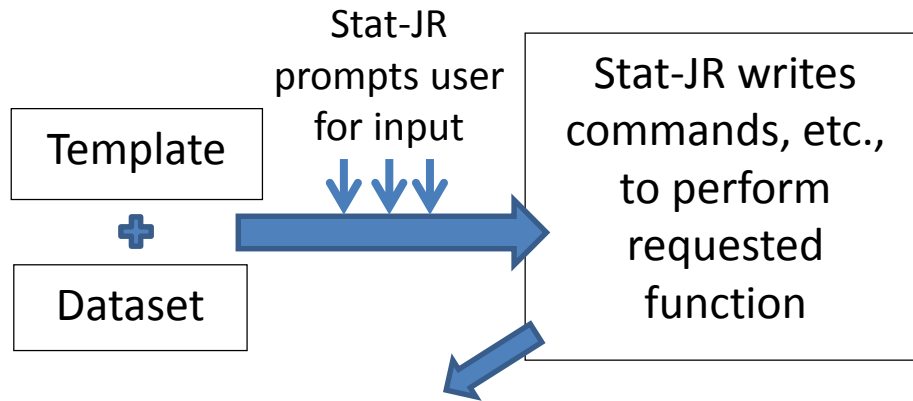 Template
Dataset
Stat-JR
prompts user
for input
Stat-JR writes
commands, etc.,
to perform
requested
function